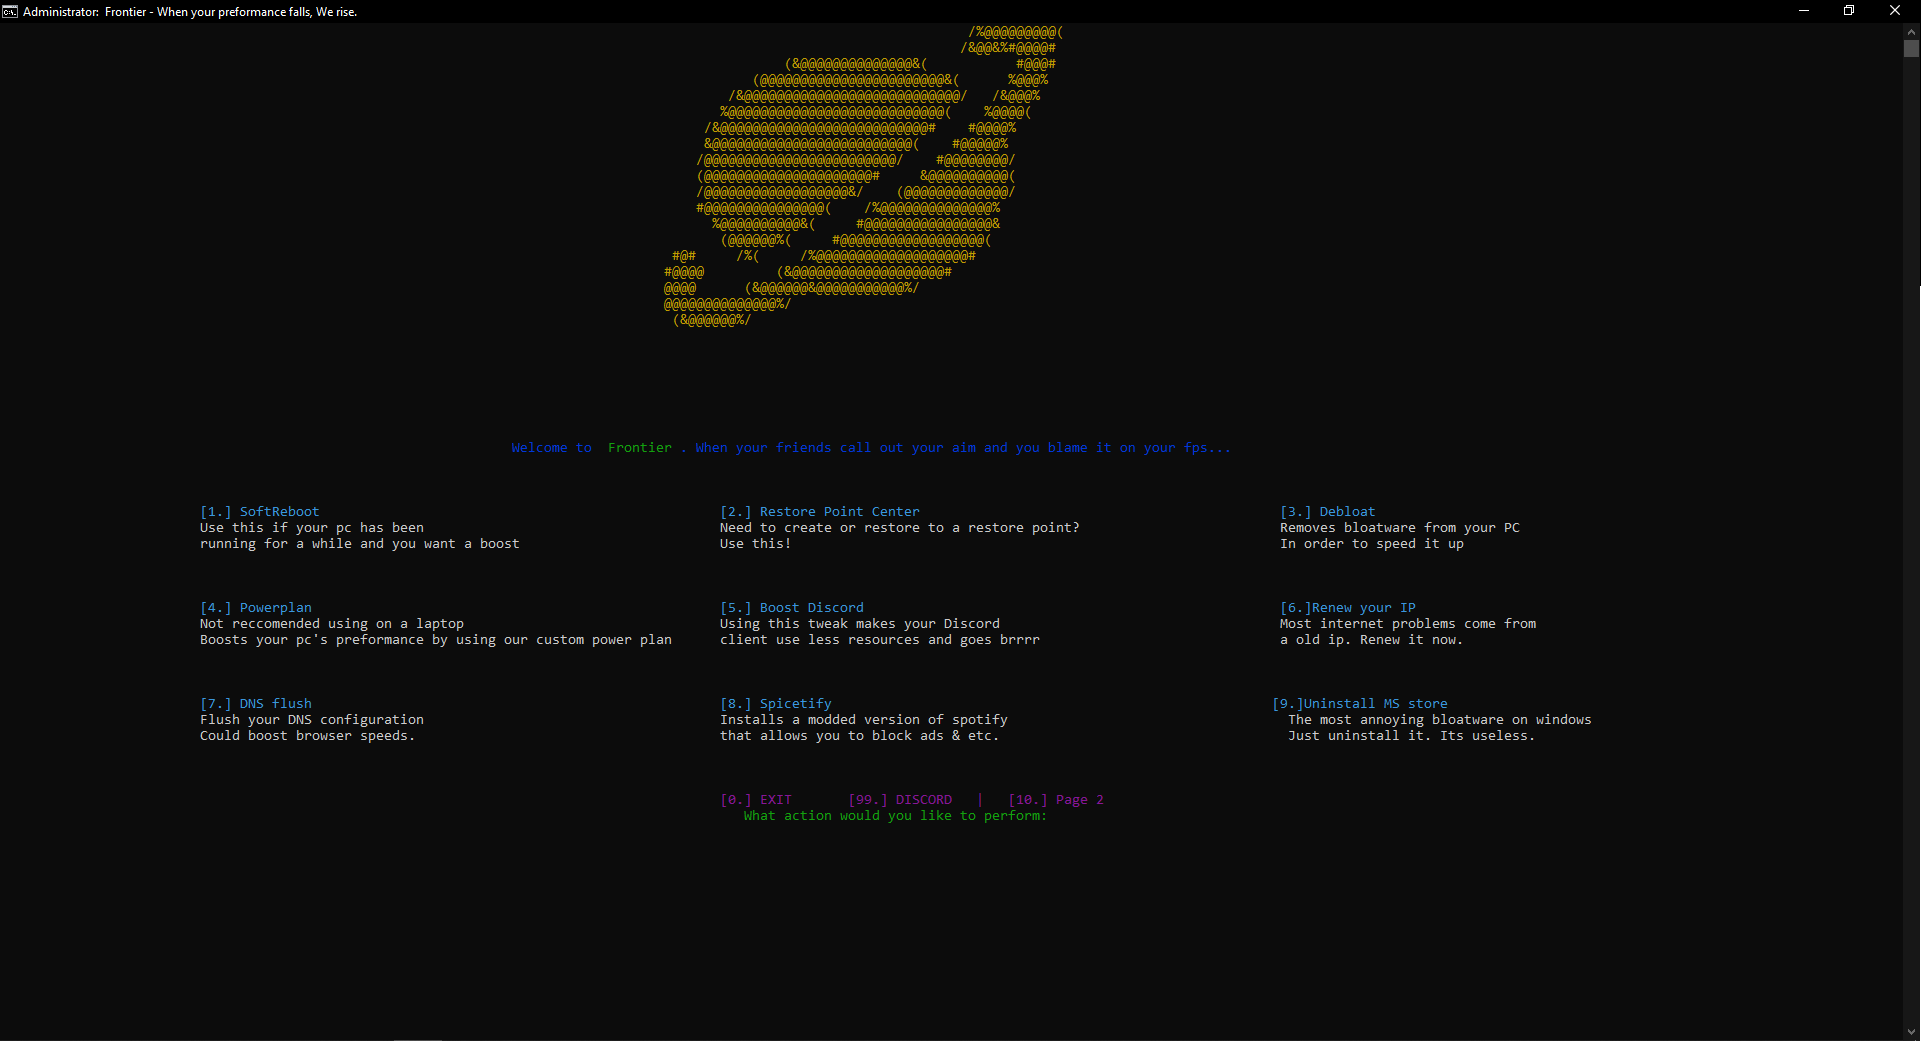 Administrator:  Frontier - When your preformance falls, We rise.
Welcome to  Frontier . When your friends call out your aim and you blame it on your fps...
[1.] SoftReboot
Use this if your pc has been
running for a while and you want a boost
[2.] Restore Point Center
Need to create or restore to a restore point?
Use this!
[3.] Debloat
Removes bloatware from your PC
In order to speed it up
[4.] Powerplan
Not reccomended using on a laptop
Boosts your pc's preformance by using our custom power plan
[5.] Boost Discord
Using this tweak makes your Discord
client use less resources and goes brrrr
[6.]Renew your IP
Most internet problems come from
a old ip. Renew it now.
[7.] DNS flush
Flush your DNS configuration
Could boost browser speeds.
[8.] Spicetify
Installs a modded version of spotify
that allows you to block ads & etc.
[9.]Uninstall MS store
The most annoying bloatware on windows
Just uninstall it. Its useless.
[0.] EXIT       [99.] DISCORD   |   [10.] Page 2
What action would you like to perform: